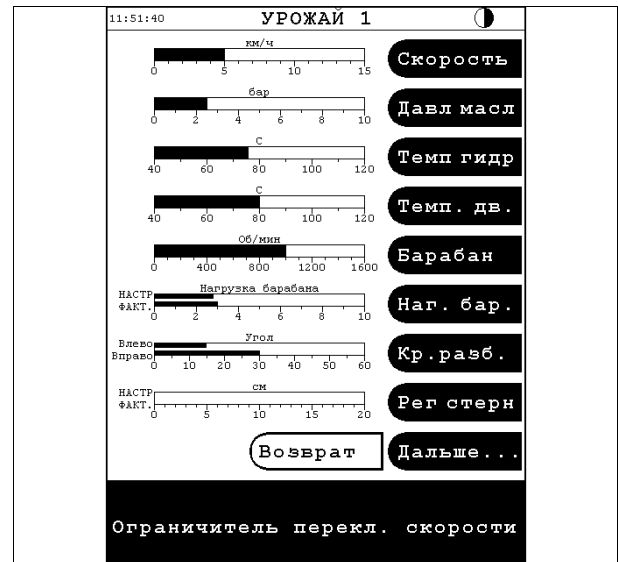 11:51:40 УРОЖАЙ 1
км/ч
0 5 10 15
Скорость
бар
0 2 4 6 8 10
Давл масл
С
40 60 80 100 120
Темп гидр
С
40 60 80 100 120
Темп. дв.
Об/мин
0 400 800 1200 1600
Барабан
Нагрузка барабана
НАСТР
ФАКТ.
0 2 4 6 8 10
Наг. бар.
Угол
Влево
Вправо
0 10 20 30 40 50 60
Кр.разб.
см
НАСТР
ФАКТ.
0 5 10 15 20
Рег стерн
Возврат Дальше...
Ограничитель перекл. скорости